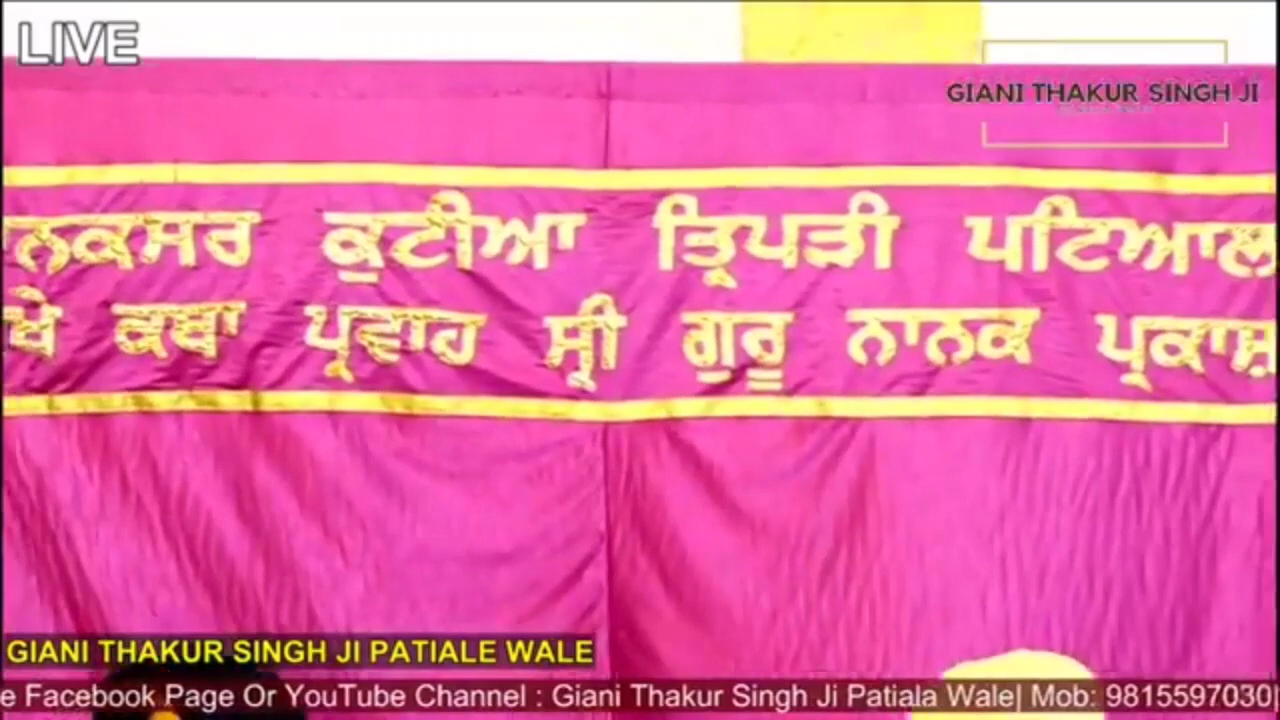 LIVE
GIANI THAKUR SINGH JI
ਨਕਸਰ ਕੁਟੀਆ ਤ੍ਰਿਪੜੀ ਪਟਿਆਲ
ਖੇ ਕਥਾ ਪ੍ਰਵਾਹ ਸ੍ਰੀ ਗੁਰੂ ਨਾਨਕ ਪ੍ਰਕਾਸ਼
GIANI THAKUR SINGH JI PATIALE WALE
e Facebook Page Or YouTube Channel : Giani Thakur Singh Ji Patiala Wale| Mob: 9815597030|